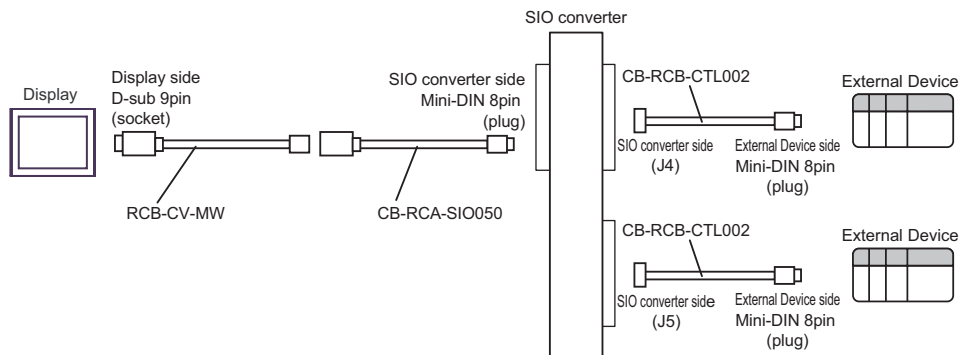 SIO converter
Display
Display side
D-sub 9pin
(socket)
RCB-CV-MW
SIO converter side
Mini-DIN 8pin
(plug)
CB-RCA-SIO050
CB-RCB-CTL002
SIO converter side
(J4)
External Device side
Mini-DIN 8pin
(plug)
External Device
CB-RCB-CTL002
SIO converter side
(J5)
External Device side
Mini-DIN 8pin
(plug)
External Device